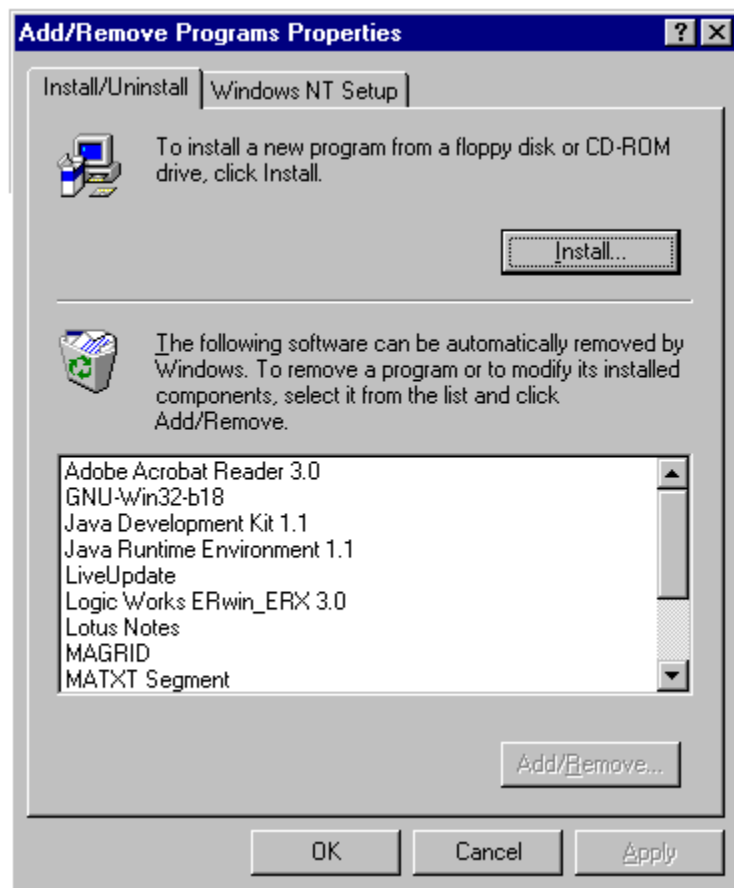 Add/Remove Programs Properties
Install/Uninstall
Windows NT Setup
To install a new program from a floppy disk or CD-ROM
drive, click Install.
Install...
The following software can be automatically removed by
Windows. To remove a program or to modify its installed
components, select it from the list and click
Add/Remove.
Adobe Acrobat Reader 3.0
GNU-Win32-b18
Java Development Kit 1.1
Java Runtime Environment 1.1
LiveUpdate
Logic Works ERwin_ERX 3.0
Lotus Notes
MAGRID
MATXT Segment
Add/Remove...
OK
Cancel
Apply